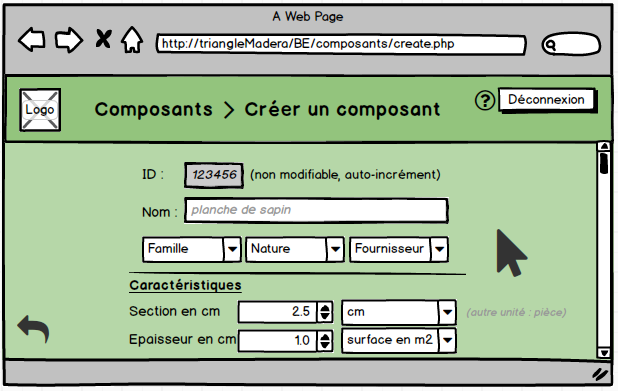 A Web Page
http://triangleMadera/BE/composants/create.php
Logo
Composants > Créer un composant
?
Déconnexion
ID : 123456 (non modifiable, auto-incrément)
Nom : planche de sapin
Famille Nature Fournisseur
Caractéristiques
Section en cm 2.5 cm (autre unité : pièce)
Epaisseur en cm 1.0 surface en m2